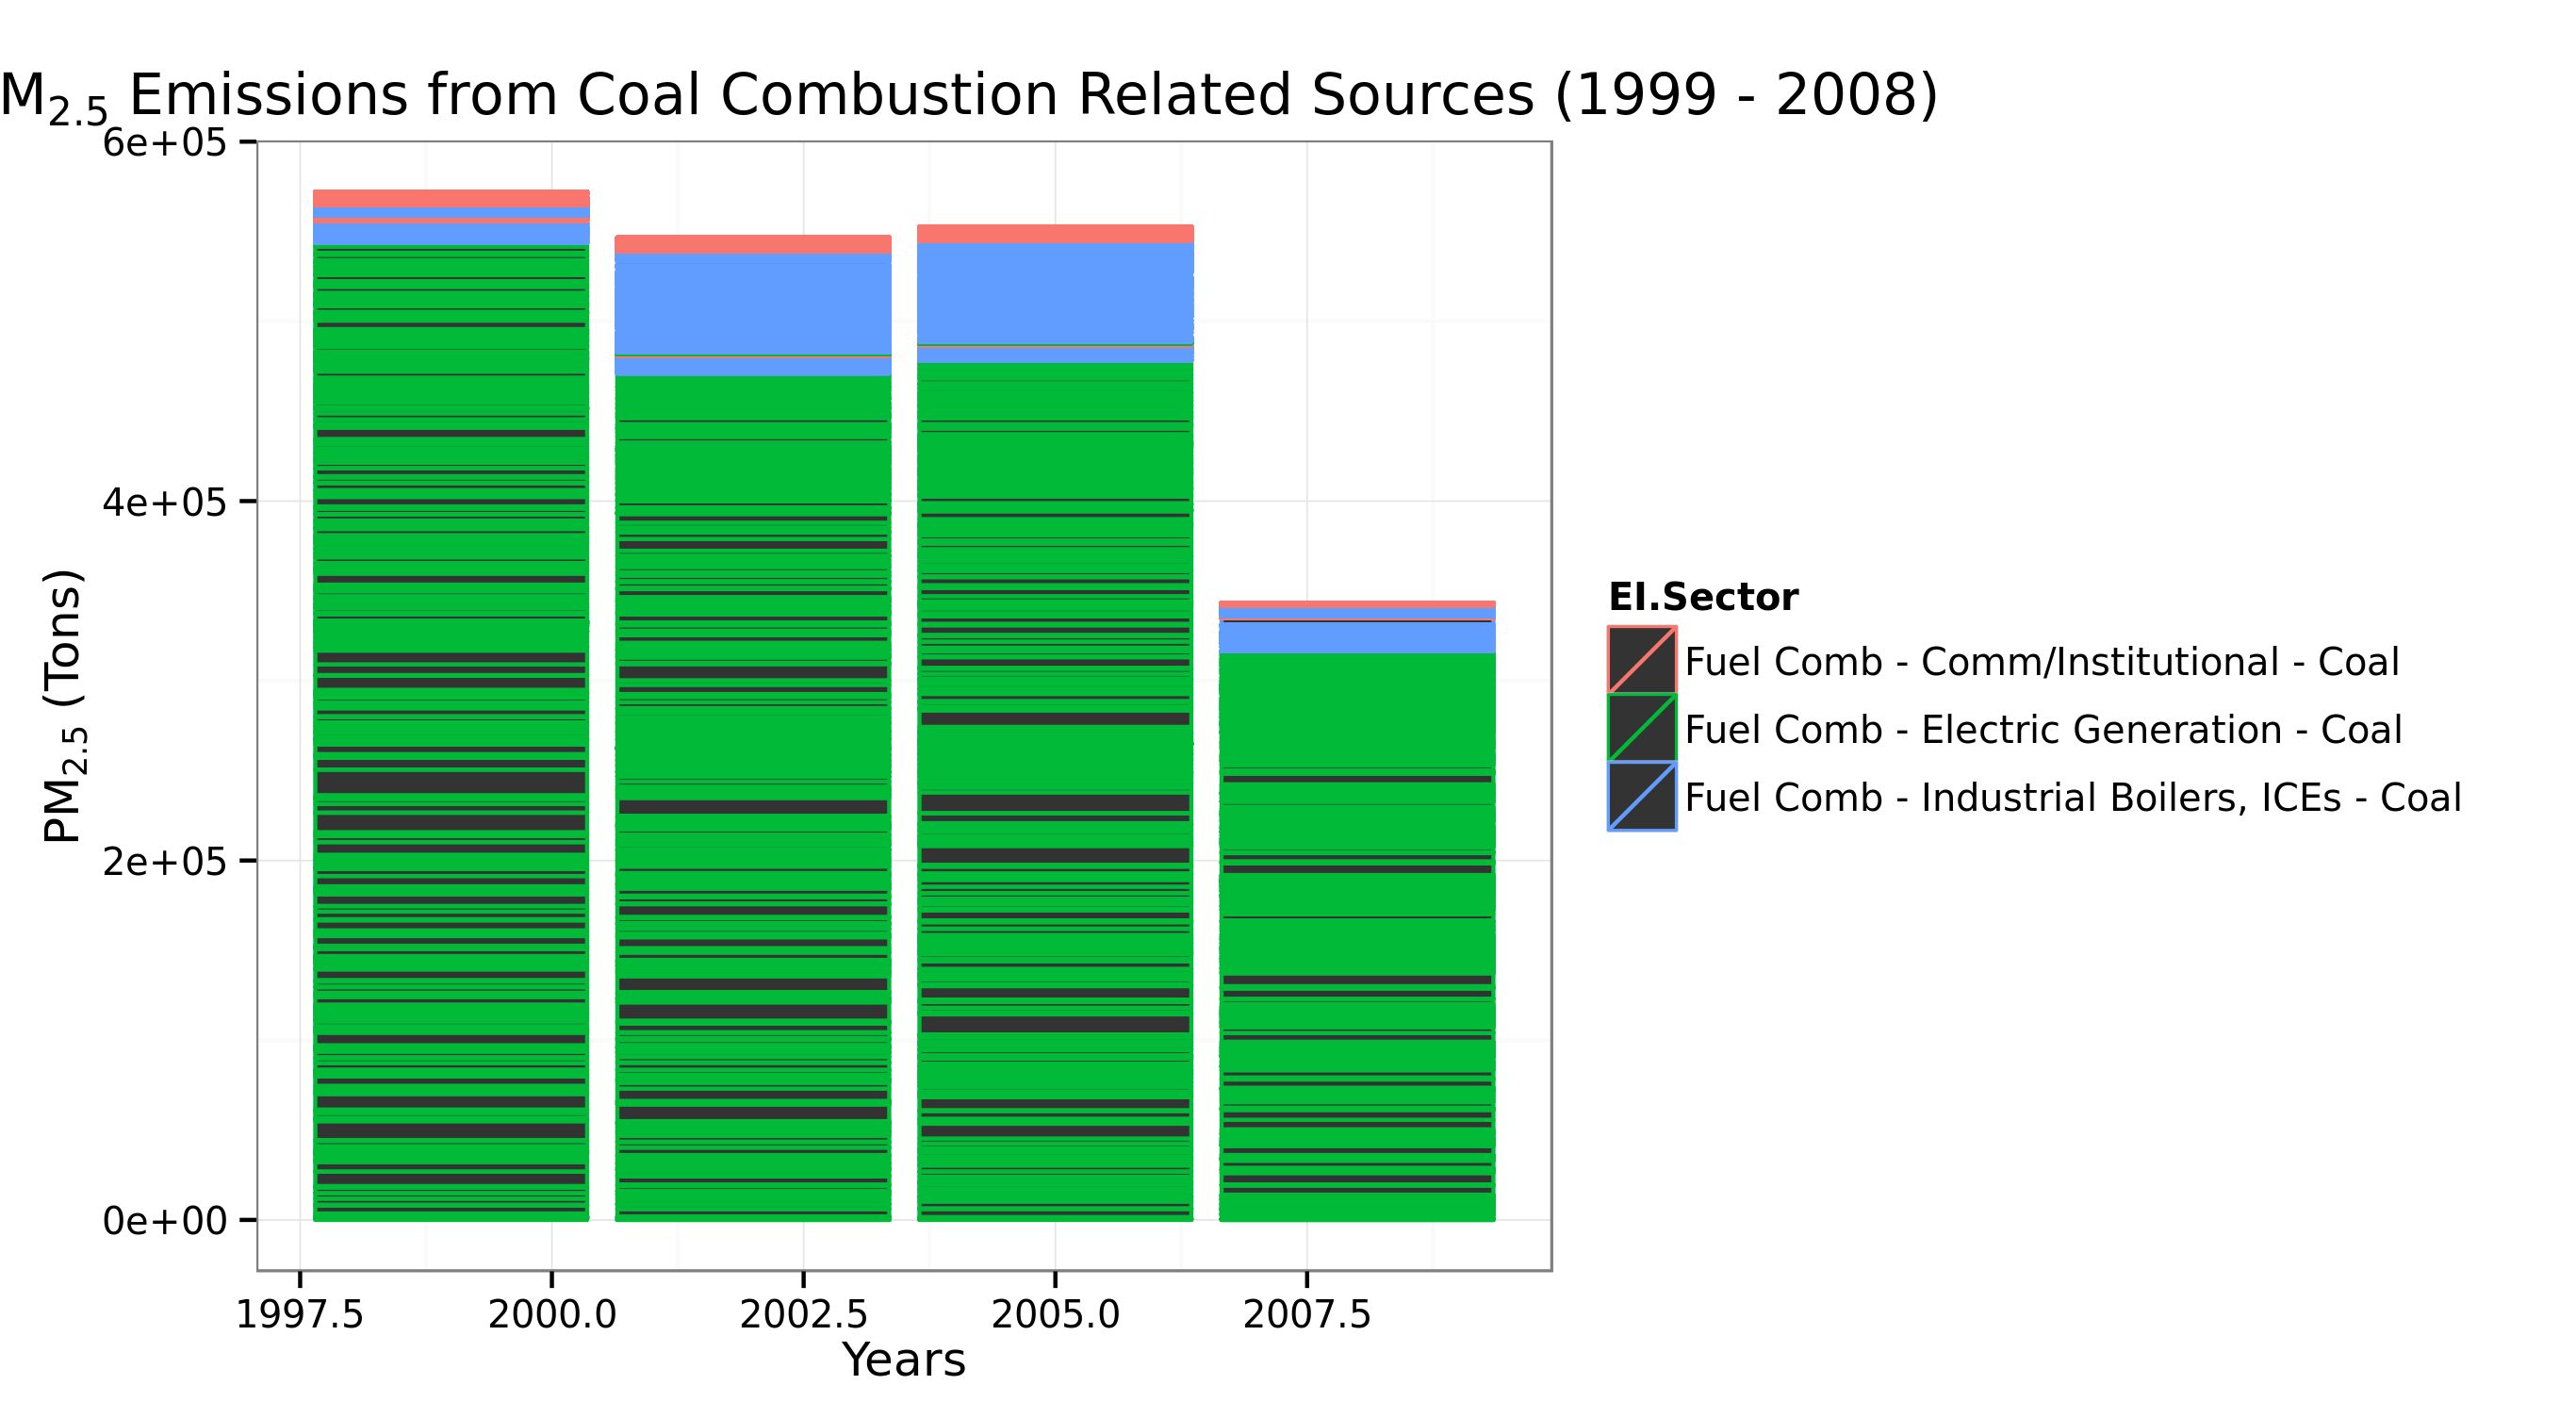 M2.5 Emissions from Coal Combustion Related Sources (1999 - 2008)
6e+05
4e+05
2e+05
0e+00
PM2.5 (Tons)
1997.5 2000.0 2002.5 2005.0 2007.5
Years
EI.Sector
Fuel Comb - Comm/Institutional - Coal
Fuel Comb - Electric Generation - Coal
Fuel Comb - Industrial Boilers, ICEs - Coal